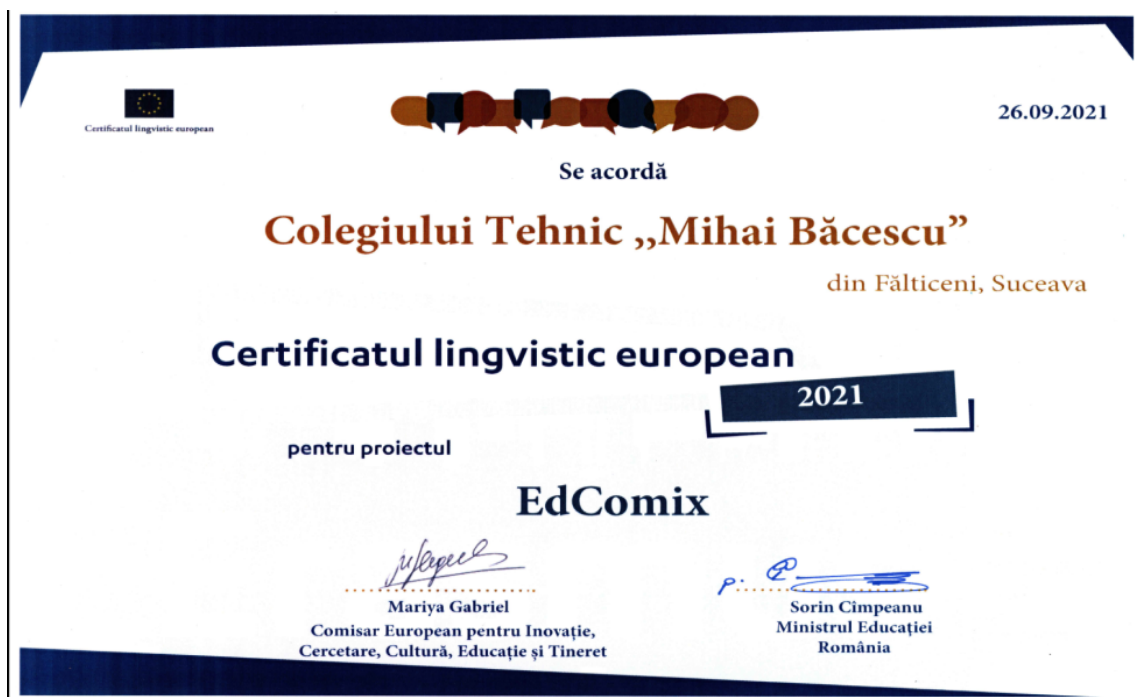 Certificatul lingvistic european
26.09.2021
Se acordă
Colegiului Tehnic ,,Mihai Băcescu”
din Fălticeni, Suceava
Certificatul lingvistic european
2021
pentru proiectul
EdComix
p.
Mariya Gabriel
Comisar European pentru Inovație,
Cercetare, Cultură, Educație și Tineret
Sorin Cîmpeanu
Ministrul Educației
România